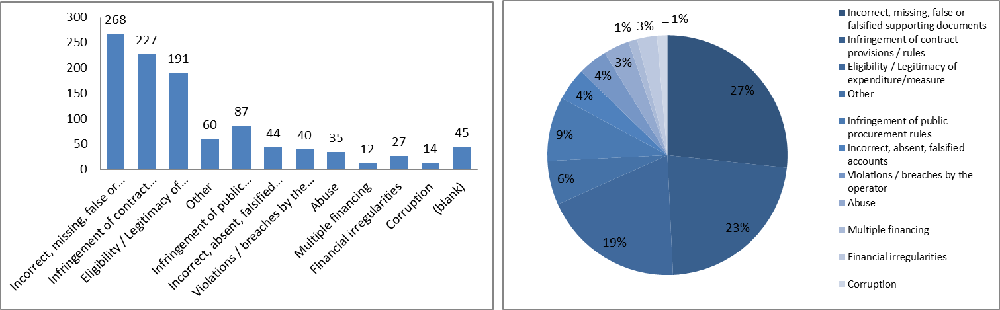 300
250
200
150
100
50
0
268
227
191
60
87
44
40
35
12
27
14
45
Incorrect, missing, false or...
Infringement of contract...
Eligibility / Legitimacy of...
Other
Infringement of public...
Incorrect, absent, falsified...
Violations / breaches by the...
Abuse
Multiple financing
Financial irregularities
Corruption
(blank)
27%
23%
19%
6%
9%
4%
4%
3%
1%
3%
1%
Incorrect, missing, false or
falsified supporting documents
Infringement of contract
provisions / rules
Eligibility / Legitimacy of
expenditure/measure
Other
Infringement of public
procurement rules
Incorrect, absent, falsified
accounts
Violations / breaches by the
operator
Abuse
Multiple financing
Financial irregularities
Corruption